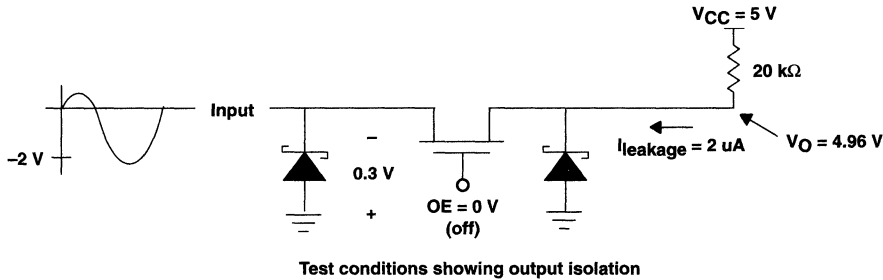 VCC = 5 V
20 kΩ
Input
–2 V
–
0.3 V
+
OE = 0 V
(off)
Ileakage = 2 uA
VO = 4.96 V
Test conditions showing output isolation